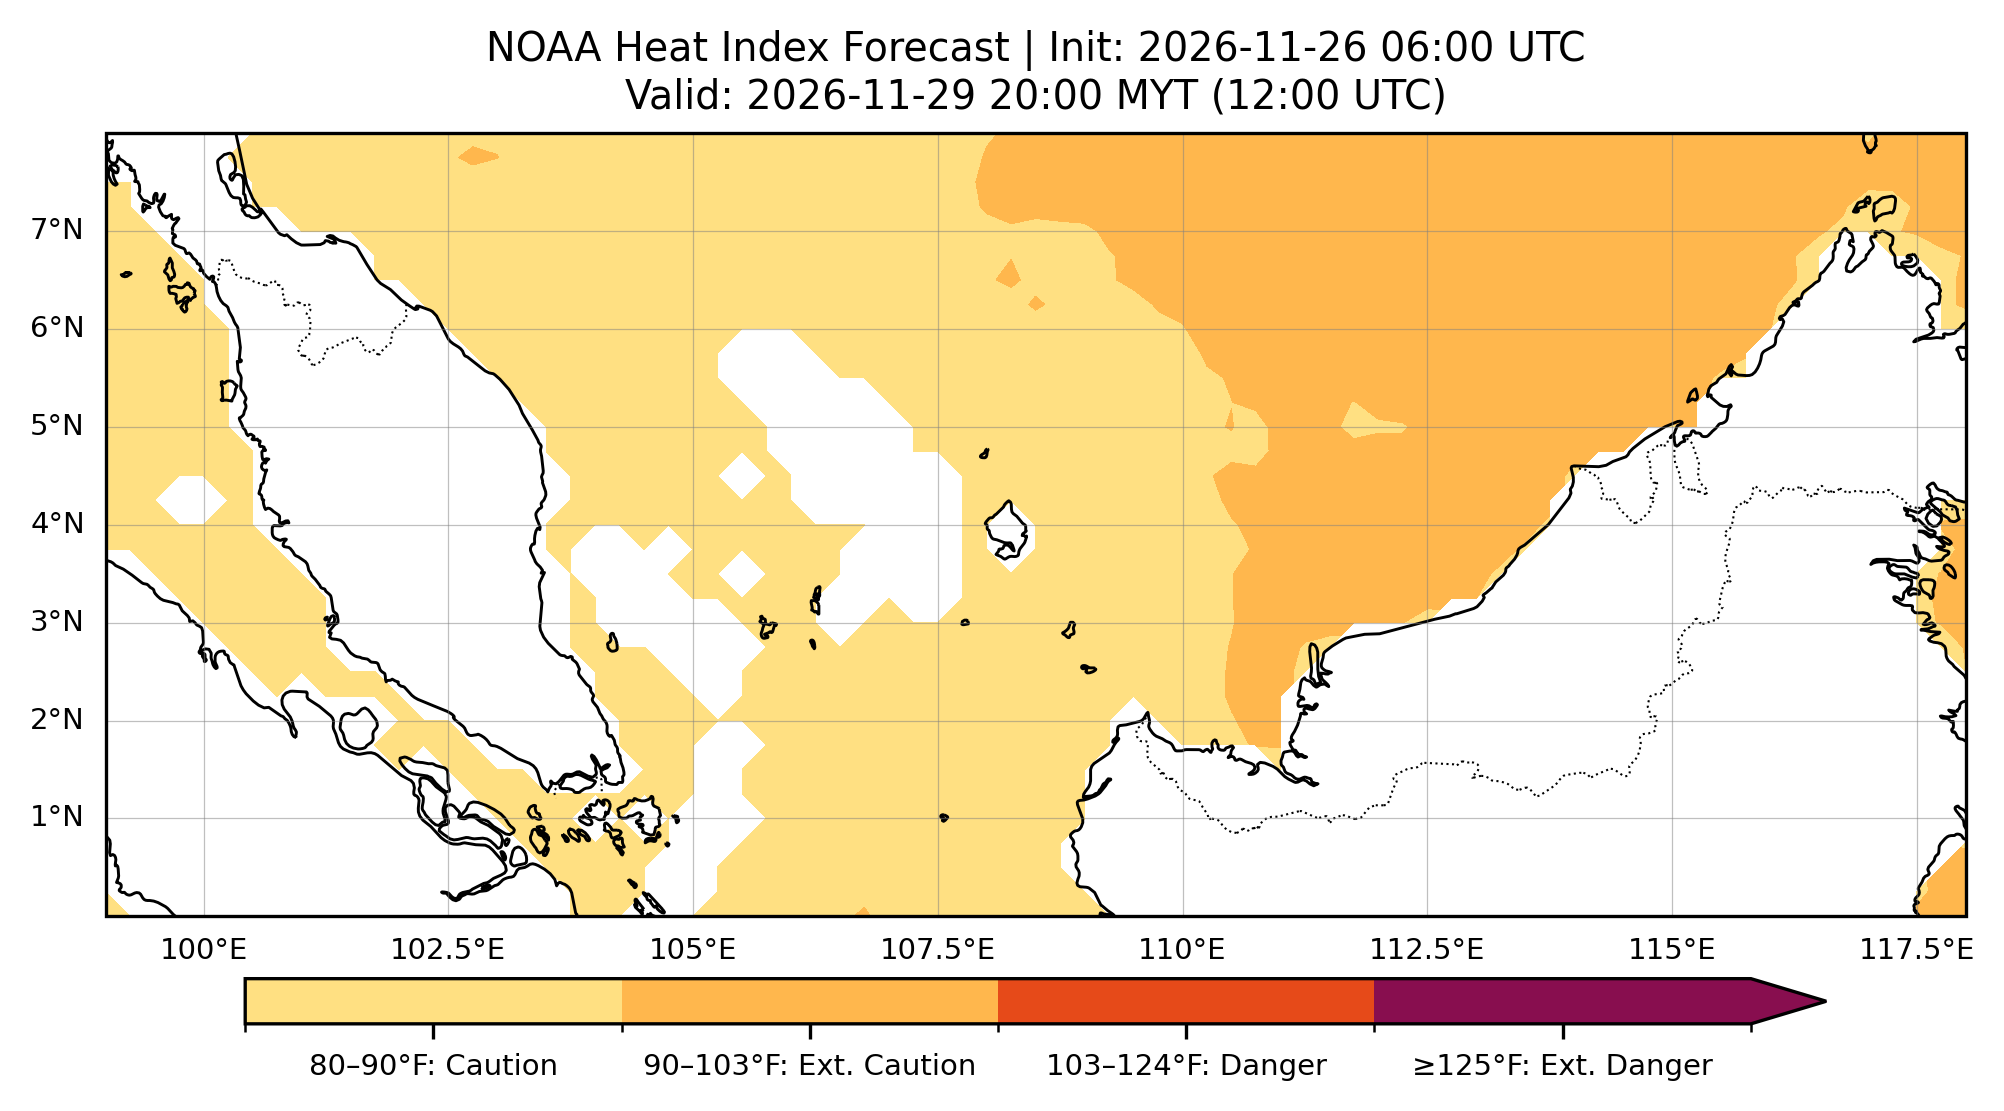 NOAA Heat Index Forecast | Init: 2026-11-26 06:00 UTC
Valid: 2026-11-29 20:00 MYT (12:00 UTC)
7°N
6°N
5°N
4°N
3°N
2°N
1°N
100°E
102.5°E
105°E
107.5°E
110°E
112.5°E
115°E
117.5°E
80–90°F: Caution
90–103°F: Ext. Caution
103–124°F: Danger
≥125°F: Ext. Danger